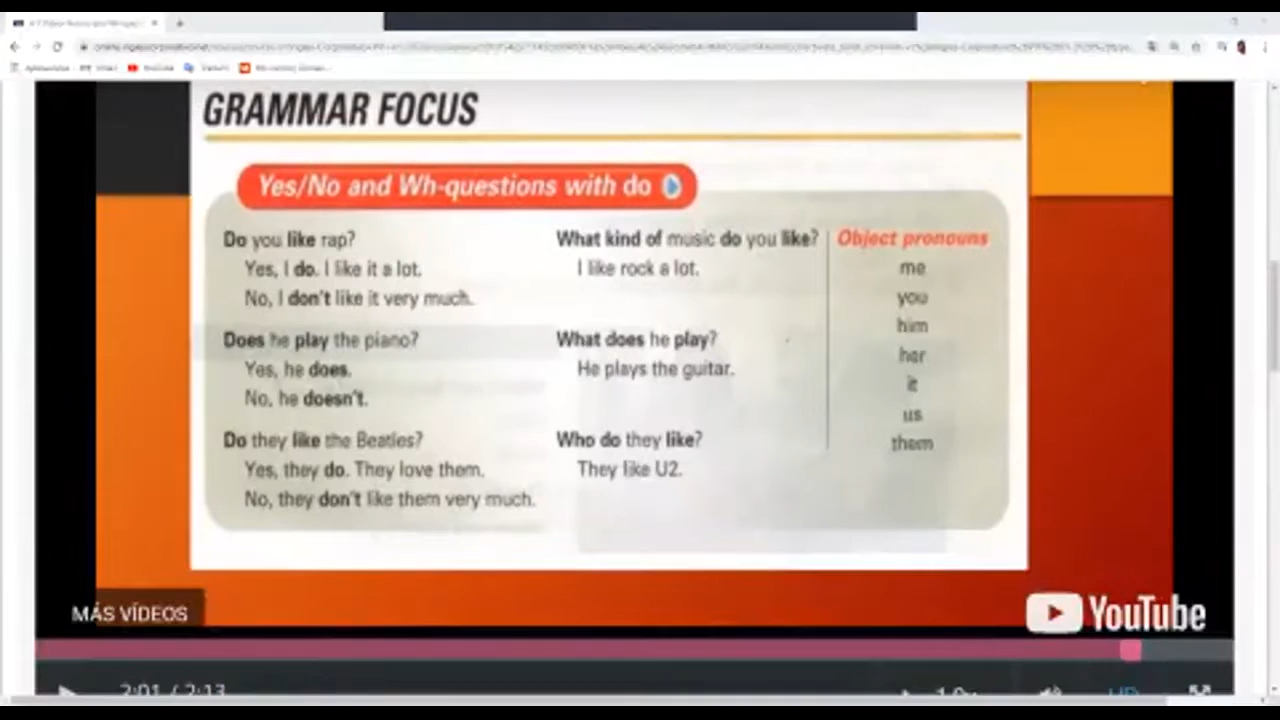 YouTube
GRAMMAR FOCUS
Yes/No and Wh-questions with do
Do you like rap?
Yes, I do. I like it a lot.
No, I don't like it very much.
Does he play the piano?
Yes, he does.
No, he doesn't.
Do they like the Beatles?
Yes, they do. They love them.
No, they don't like them very much.
What kind of music do you like?
I like rock a lot.
What does he play?
He plays the guitar.
Who do they like?
They like U2.
Object pronouns
me
you
him
her
it
us
them
MÁS VÍDEOS
YouTube
2:01 / 2:13
1.0x
HD